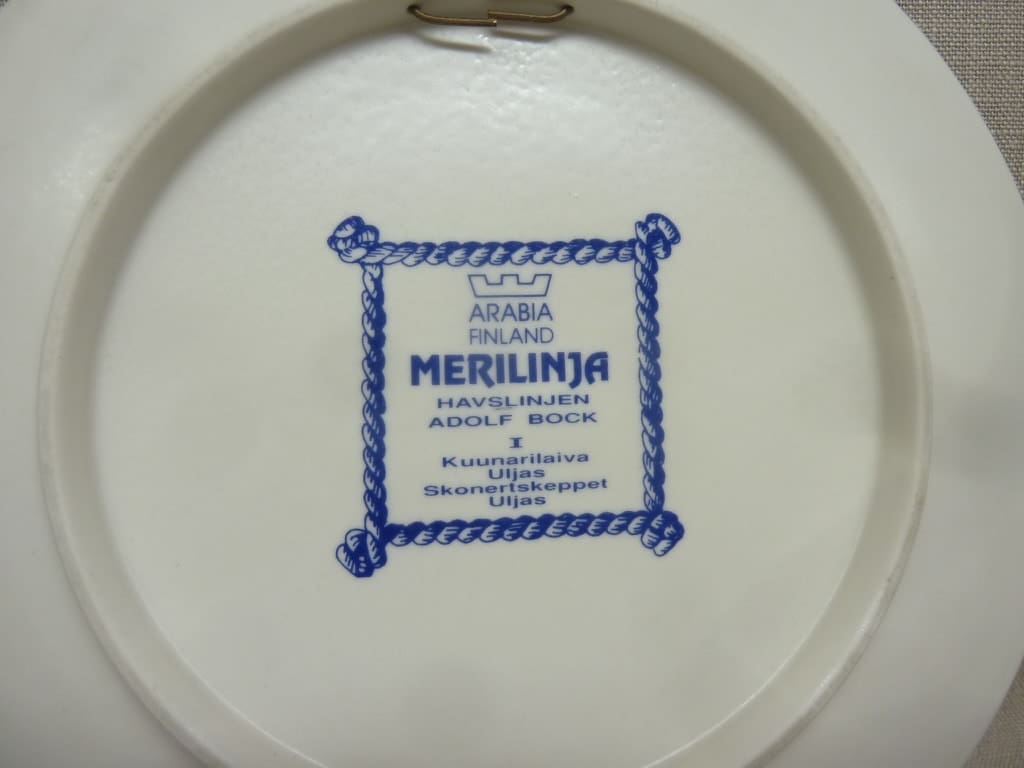 ARABIA
FINLAND
MERILINJA
HAVSLINJEN
ADOLF BOCK
I
Kuunarilaiva
Uljas
Skonertskeppet
Uljas